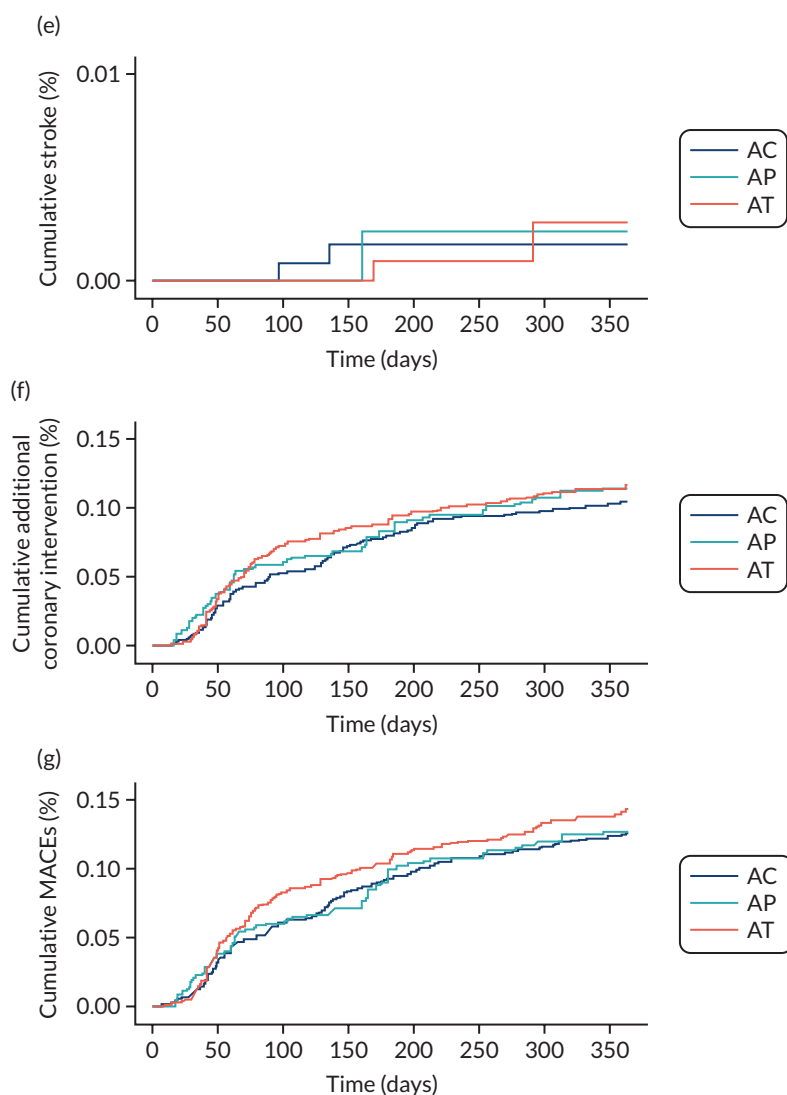 (e)
Cumulative stroke (%)
0.01
0.00
0 50 100 150 200 250 300 350
Time (days)
AC
AP
AT
(f)
Cumulative additional
coronary intervention (%)
0.15
0.10
0.05
0.00
0 50 100 150 200 250 300 350
Time (days)
AC
AP
AT
(g)
Cumulative MACEs (%)
0.15
0.10
0.05
0.00
0 50 100 150 200 250 300 350
Time (days)
AC
AP
AT